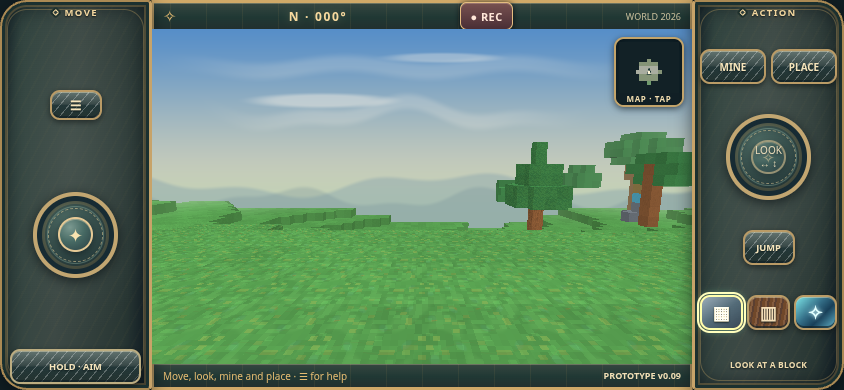 ◇ MOVE
N · 000°
● REC
WORLD 2026
◇ ACTION
MINE
PLACE
☰
MAP · TAP
LOOK
↔ ↕
JUMP
HOLD · AIM
Move, look, mine and place · ☰ for help
PROTOTYPE v0.09
LOOK AT A BLOCK